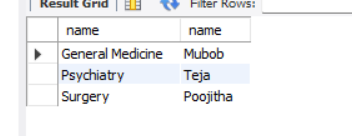 Result Grid Filter Rows:
name name
General Medicine Mubob
Psychiatry Teja
Surgery Poojitha